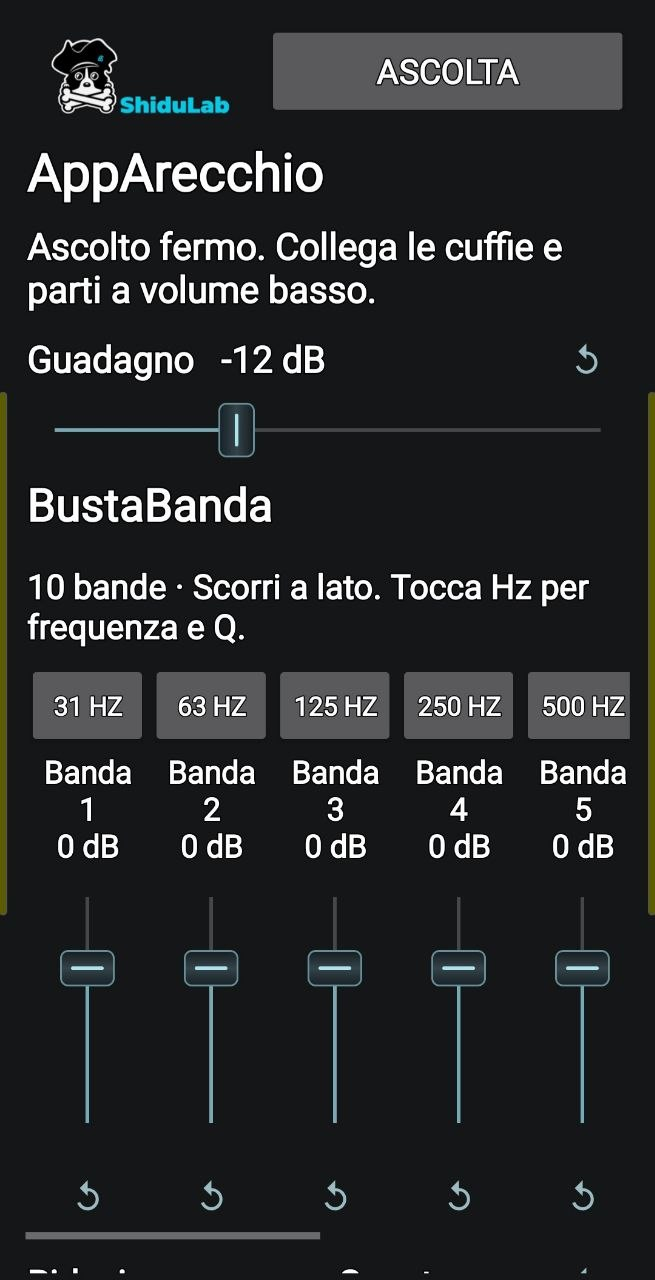 ShiduLab
ASCOLTA
AppArecchio
Ascolto fermo. Collega le cuffie e
parti a volume basso.
Guadagno -12 dB
BustaBanda
10 bande · Scorri a lato. Tocca Hz per
frequenza e Q.
31 HZ 63 HZ 125 HZ 250 HZ 500 HZ
Banda Banda Banda Banda Banda
1 2 3 4 5
0 dB 0 dB 0 dB 0 dB 0 dB